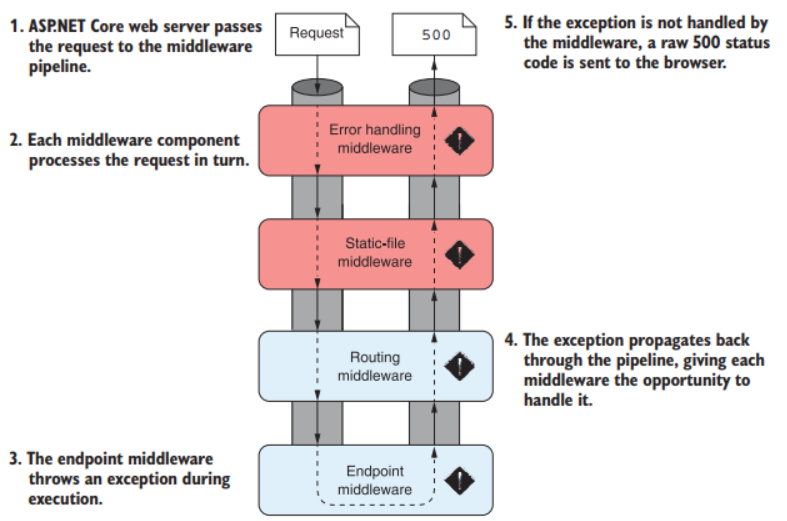 1. ASP.NET Core web server passes
the request to the middleware
pipeline.
Request
500
5. If the exception is not handled by
the middleware, a raw 500 status
code is sent to the browser.
2. Each middleware component
processes the request in turn.
Error handling
middleware
!
Static-file
middleware
!
Routing
middleware
!
4. The exception propagates back
through the pipeline, giving each
middleware the opportunity to
handle it.
3. The endpoint middleware
throws an exception during
execution.
Endpoint
middleware
!